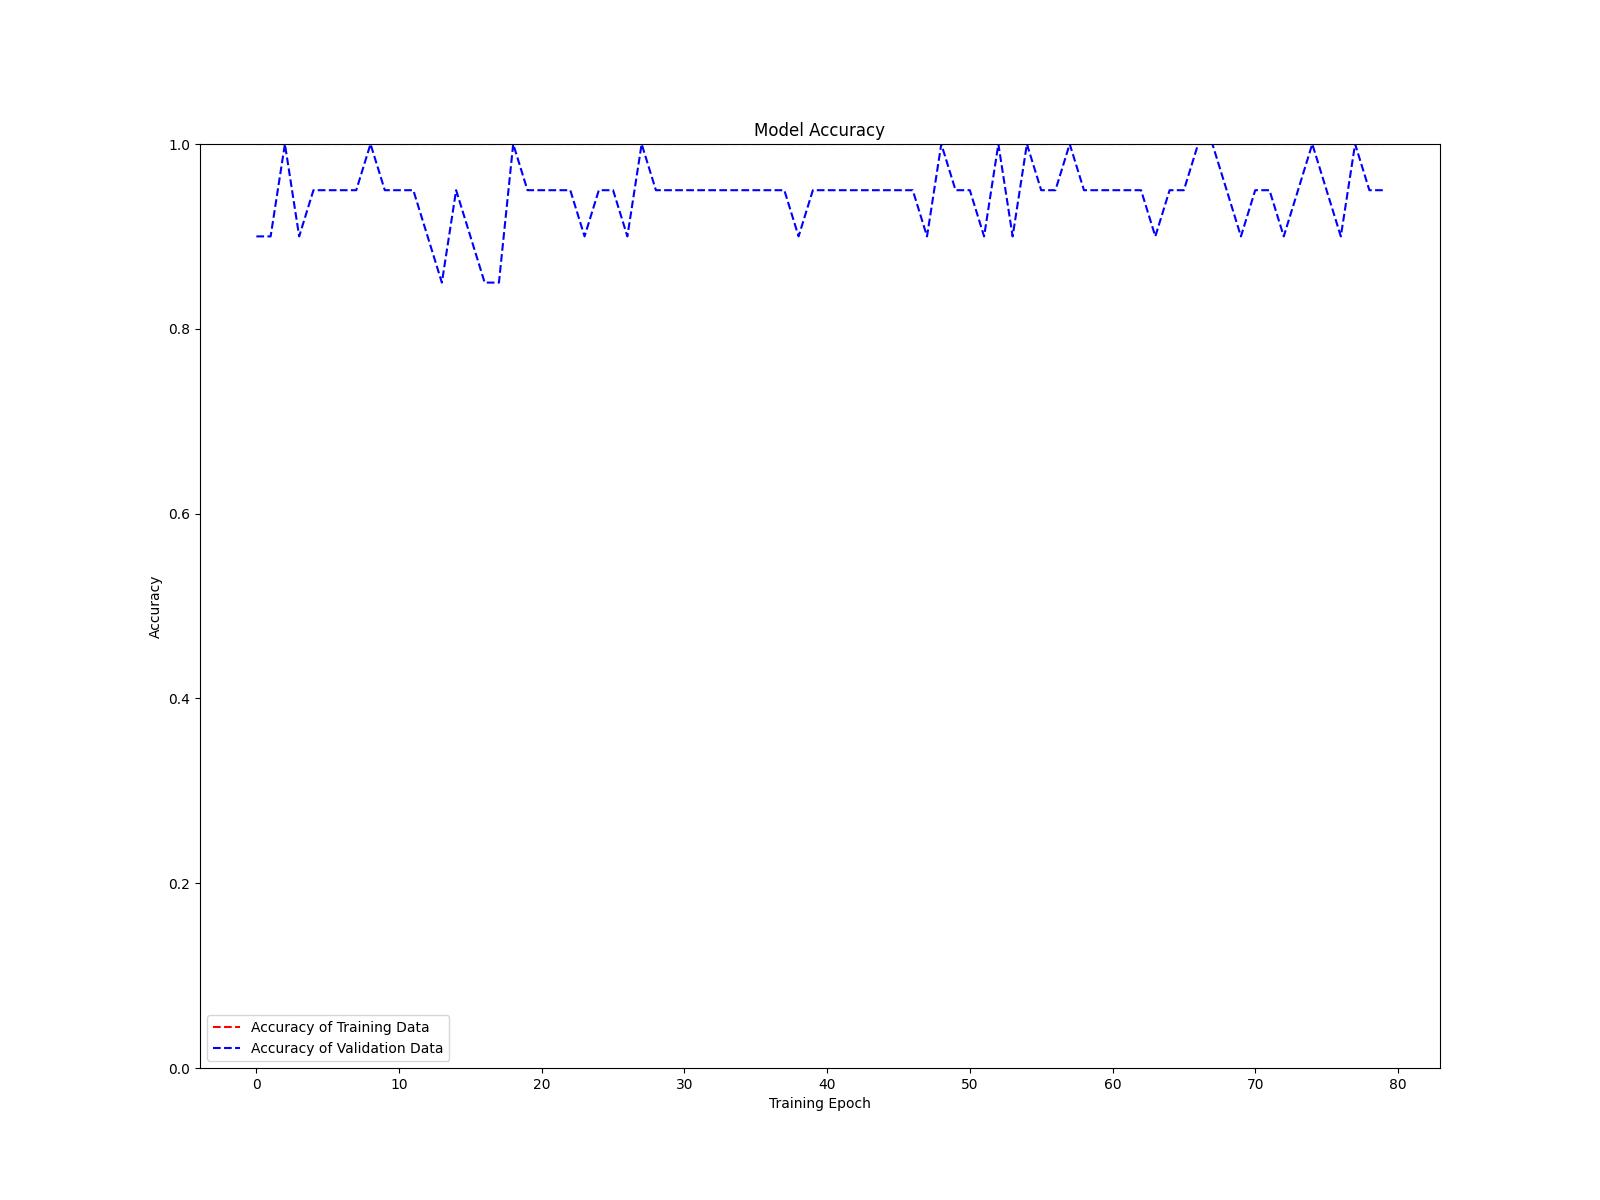 Model Accuracy
1.0
0.8
0.6
0.4
0.2
0.0
Accuracy
Accuracy of Training Data
Accuracy of Validation Data
0 10 20 30 40 50 60 70 80
Training Epoch